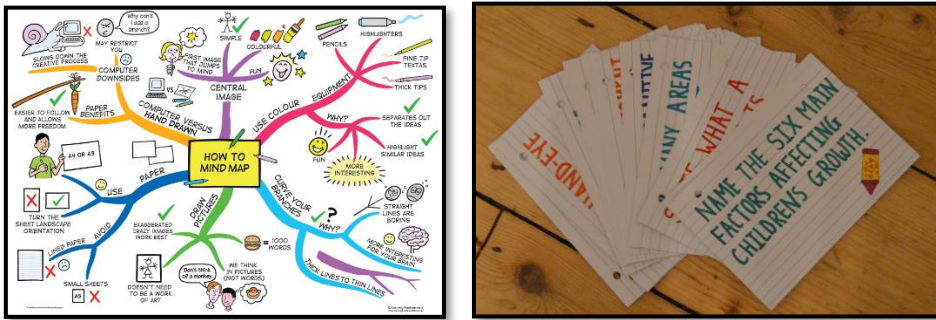 Why can't
I add a
branch?
MAY RESTRICT
YOU
SLOWS DOWN THE
CREATIVE PROCESS
COMPUTER
DOWNSIDES
VS
COMPUTER VERSUS
HAND DRAWN
PAPER
BENEFITS
EASIER TO FOLLOW
AND ALLOWS
MORE FREEDOM
SIMPLE
COLOURFUL
FUN
FIRST IMAGE
THAT JUMPS
TO MIND
CENTRAL
IMAGE
HIGHLIGHTERS
PENCILS
FINE TIP
TEXTAS
THICK TIPS
EQUIPMENT
USE COLOUR
WHY?
SEPARATES OUT
THE IDEAS
HIGHLIGHT
SIMILAR IDEAS
FUN
MORE
INTERESTING
HOW TO
MIND MAP
A4 OR A3
PAPER
USE
TURN THE
SHEET LANDSCAPE
ORIENTATION
AVOID
LINED PAPER
SMALL SHEETS
A5
DRAW
PICTURES
EXAGGERATED
CRAZY IMAGES
WORK BEST
= 1000
WORDS
WE THINK
IN PICTURES
(NOT WORDS)
DOESN'T NEED
TO BE A WORK
OF ART
Don't think
of a monkey
CURVE YOUR
BRANCHES
?
WHY?
STRAIGHT
LINES ARE
BORING
MORE INTERESTING
FOR YOUR BRAIN
THICK LINES TO THIN LINES
HAND-EYE
AREAS
WHAT A
NAME THE SIX MAIN
FACTORS AFFECTING
CHILDRENS GROWTH.